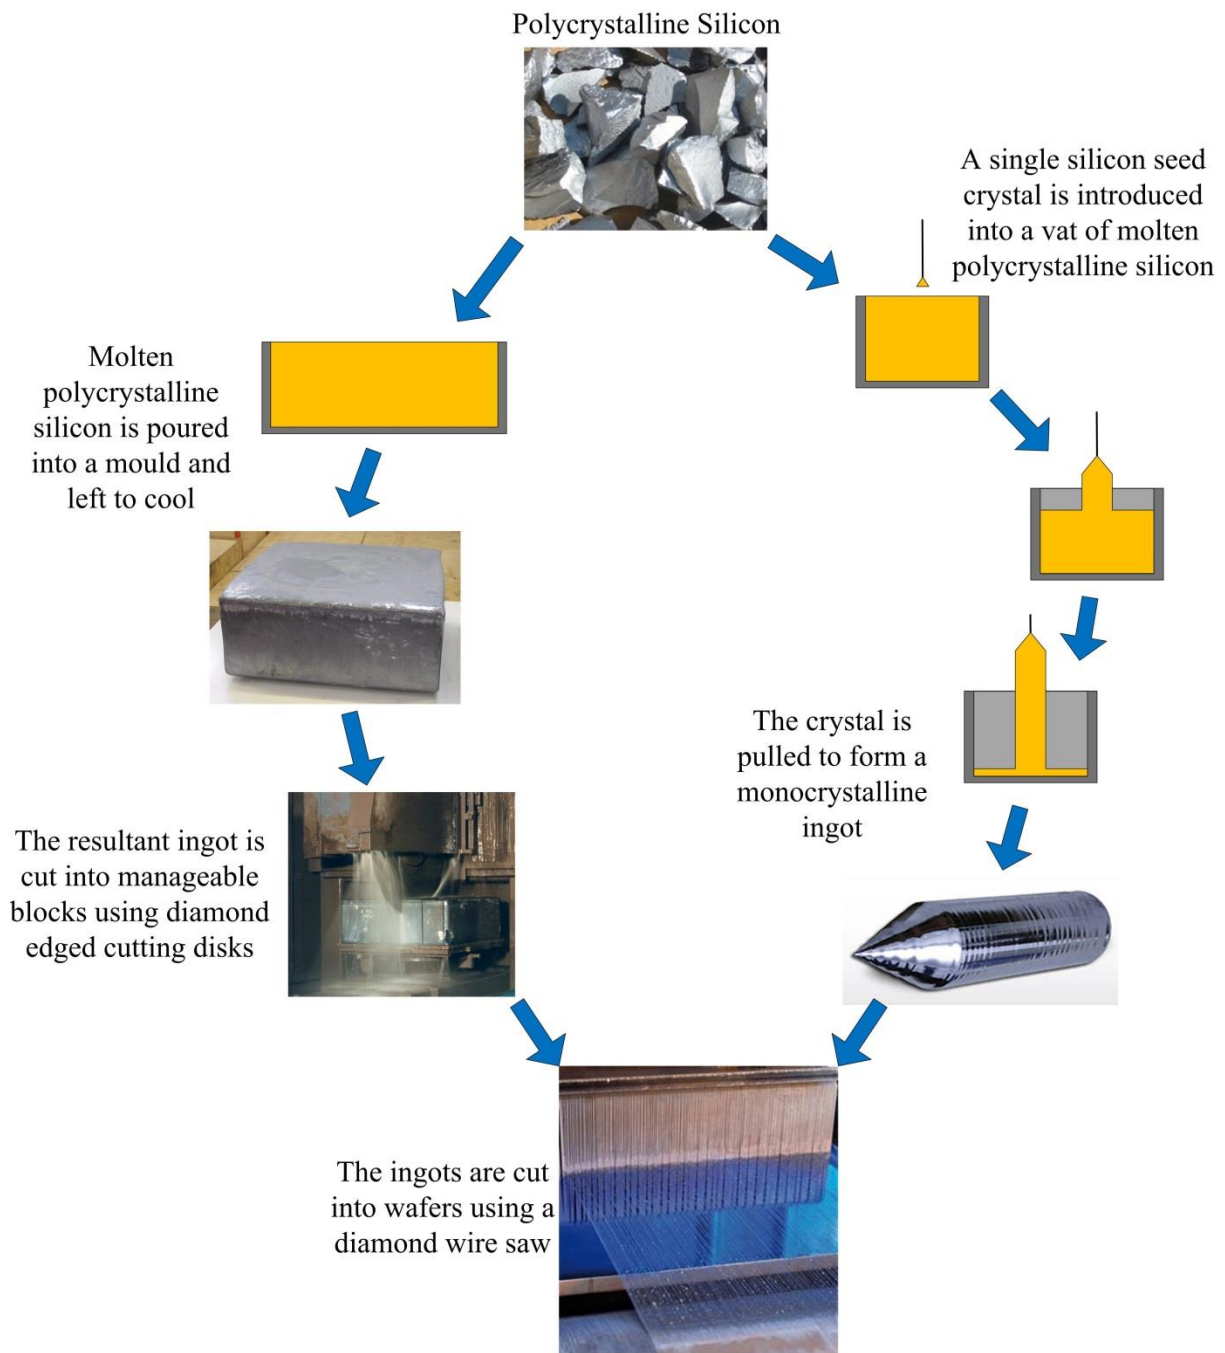 Polycrystalline Silicon
A single silicon seed
crystal is introduced
into a vat of molten
polycrystalline silicon
Molten
polycrystalline
silicon is poured
into a mould and
left to cool
The crystal is
pulled to form a
monocrystalline
ingot
The resultant ingot is
cut into manageable
blocks using diamond
edged cutting disks
The ingots are cut
into wafers using a
diamond wire saw